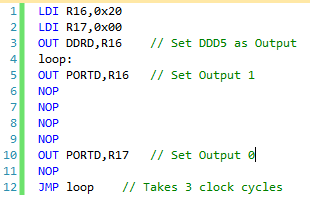 1 LDI R16,0x20
2 LDI R17,0x00
3 OUT DDRD,R16 // Set DDD5 as Output
4 loop:
5 OUT PORTD,R16 // Set Output 1
6 NOP
7 NOP
8 NOP
9 NOP
10 OUT PORTD,R17 // Set Output 0
11 NOP
12 JMP loop // Takes 3 clock cycles